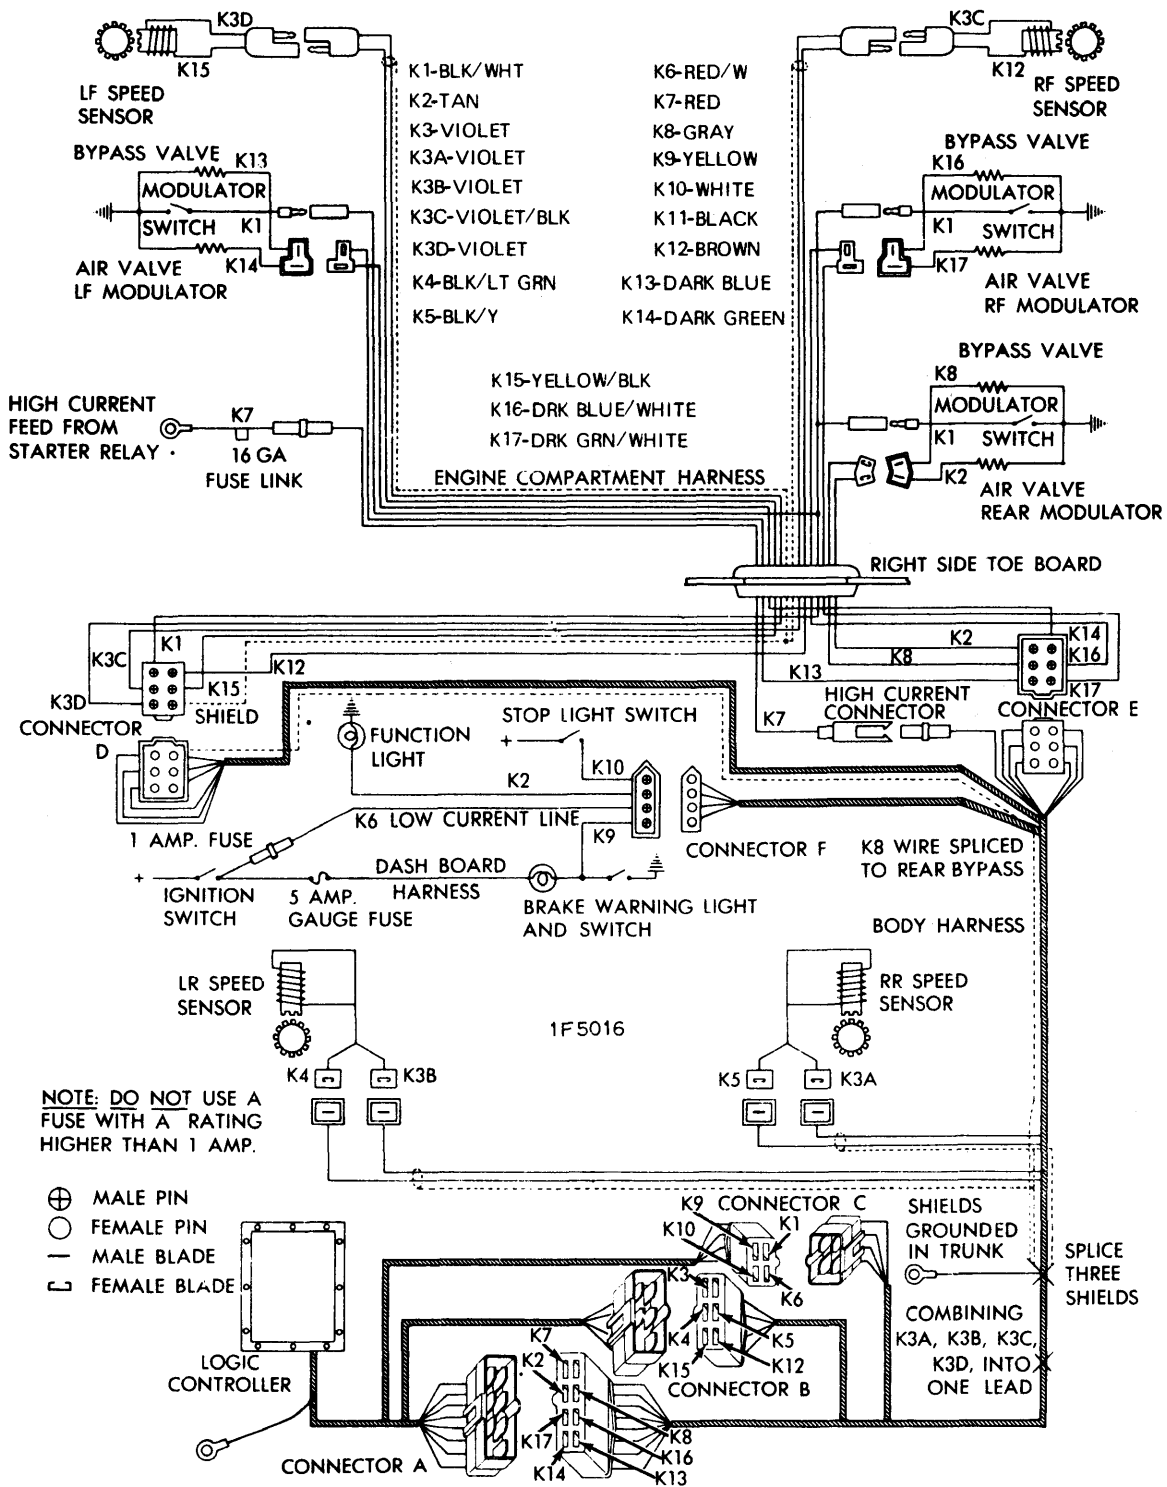 K3D
K15
LF SPEED
SENSOR
K3C
K12
RF SPEED
SENSOR
K1-BLK/WHT
K2-TAN
K3-VIOLET
K3A-VIOLET
K3B-VIOLET
K3C-VIOLET/BLK
K3D-VIOLET
K4-BLK/LT GRN
K5-BLK/Y
K6-RED/W
K7-RED
K8-GRAY
K9-YELLOW
K10-WHITE
K11-BLACK
K12-BROWN
K13-DARK BLUE
K14-DARK GREEN
K15-YELLOW/BLK
K16-DRK BLUE/WHITE
K17-DRK GRN/WHITE
BYPASS VALVE
K13
MODULATOR
SWITCH
K1
K14
AIR VALVE
LF MODULATOR
BYPASS VALVE
K16
MODULATOR
K1
SWITCH
K17
AIR VALVE
RF MODULATOR
BYPASS VALVE
K8
MODULATOR
K1
SWITCH
K2
AIR VALVE
REAR MODULATOR
HIGH CURRENT
FEED FROM
STARTER RELAY
K7
16 GA
FUSE LINK
ENGINE COMPARTMENT HARNESS
RIGHT SIDE TOE BOARD
K1
K3C
K12
K15
K3D
SHIELD
CONNECTOR
D
K2
K8
K13
K14
K16
K17
CONNECTOR E
HIGH CURRENT
CONNECTOR
K7
STOP LIGHT SWITCH
+
FUNCTION
LIGHT
K10
K2
K6 LOW CURRENT LINE
K9
1 AMP. FUSE
CONNECTOR F
K8 WIRE SPLICED
TO REAR BYPASS
+
IGNITION
SWITCH
5 AMP.
GAUGE FUSE
DASH BOARD
HARNESS
BRAKE WARNING LIGHT
AND SWITCH
BODY HARNESS
LR SPEED
SENSOR
RR SPEED
SENSOR
1F5016
K4
K3B
K5
K3A
NOTE: DO NOT USE A
FUSE WITH A RATING
HIGHER THAN 1 AMP.
MALE PIN
FEMALE PIN
MALE BLADE
FEMALE BLADE
LOGIC
CONTROLLER
K9
CONNECTOR C
K10
K1
K3
K6
K4
K5
K15
K12
CONNECTOR B
K7
K2
K17
K14
K8
K16
K13
CONNECTOR A
SHIELDS
GROUNDED
IN TRUNK
SPLICE
THREE
SHIELDS
COMBINING
K3A, K3B, K3C,
K3D, INTO
ONE LEAD